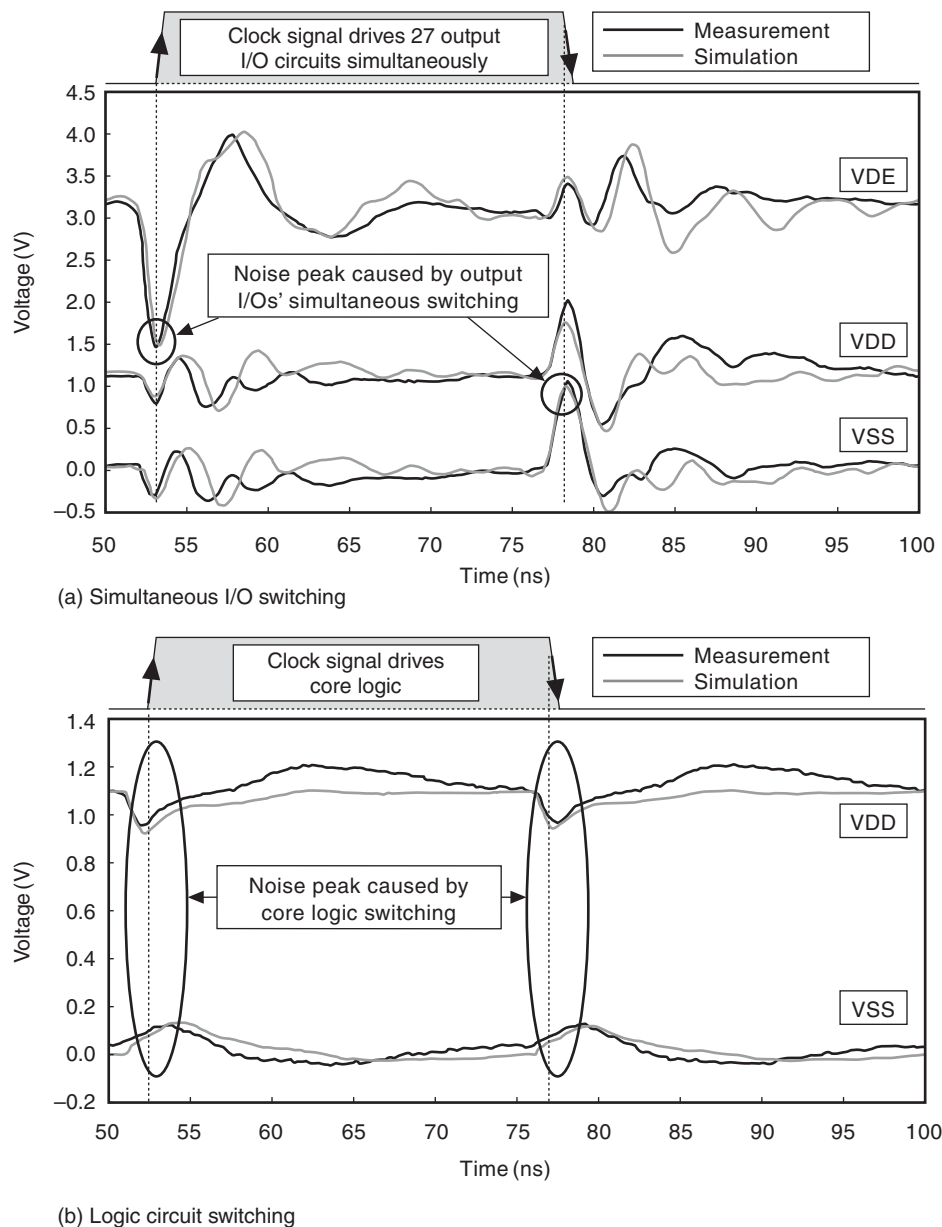 Clock signal drives 27 output
I/O circuits simultaneously
Measurement
Simulation
4.5
4.0
3.5
3.0
2.5
2.0
1.5
1.0
0.5
0.0
–0.5
Voltage (V)
VDE
Noise peak caused by output
I/Os’ simultaneous switching
VDD
VSS
50 55 60 65 70 75 80 85 90 95 100
Time (ns)
(a) Simultaneous I/O switching
Clock signal drives
core logic
Measurement
Simulation
1.4
1.2
1.0
0.8
0.6
0.4
0.2
0.0
–0.2
Voltage (V)
VDD
Noise peak caused by
core logic switching
VSS
50 55 60 65 70 75 80 85 90 95 100
Time (ns)
(b) Logic circuit switching